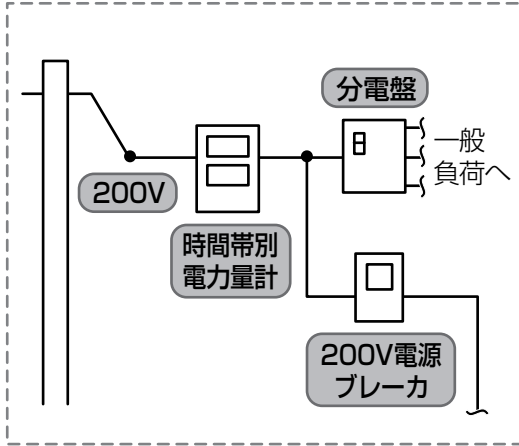 分電盤
一般
負荷へ
200V
時間帯別
電力量計
200V電源
ブレーカ